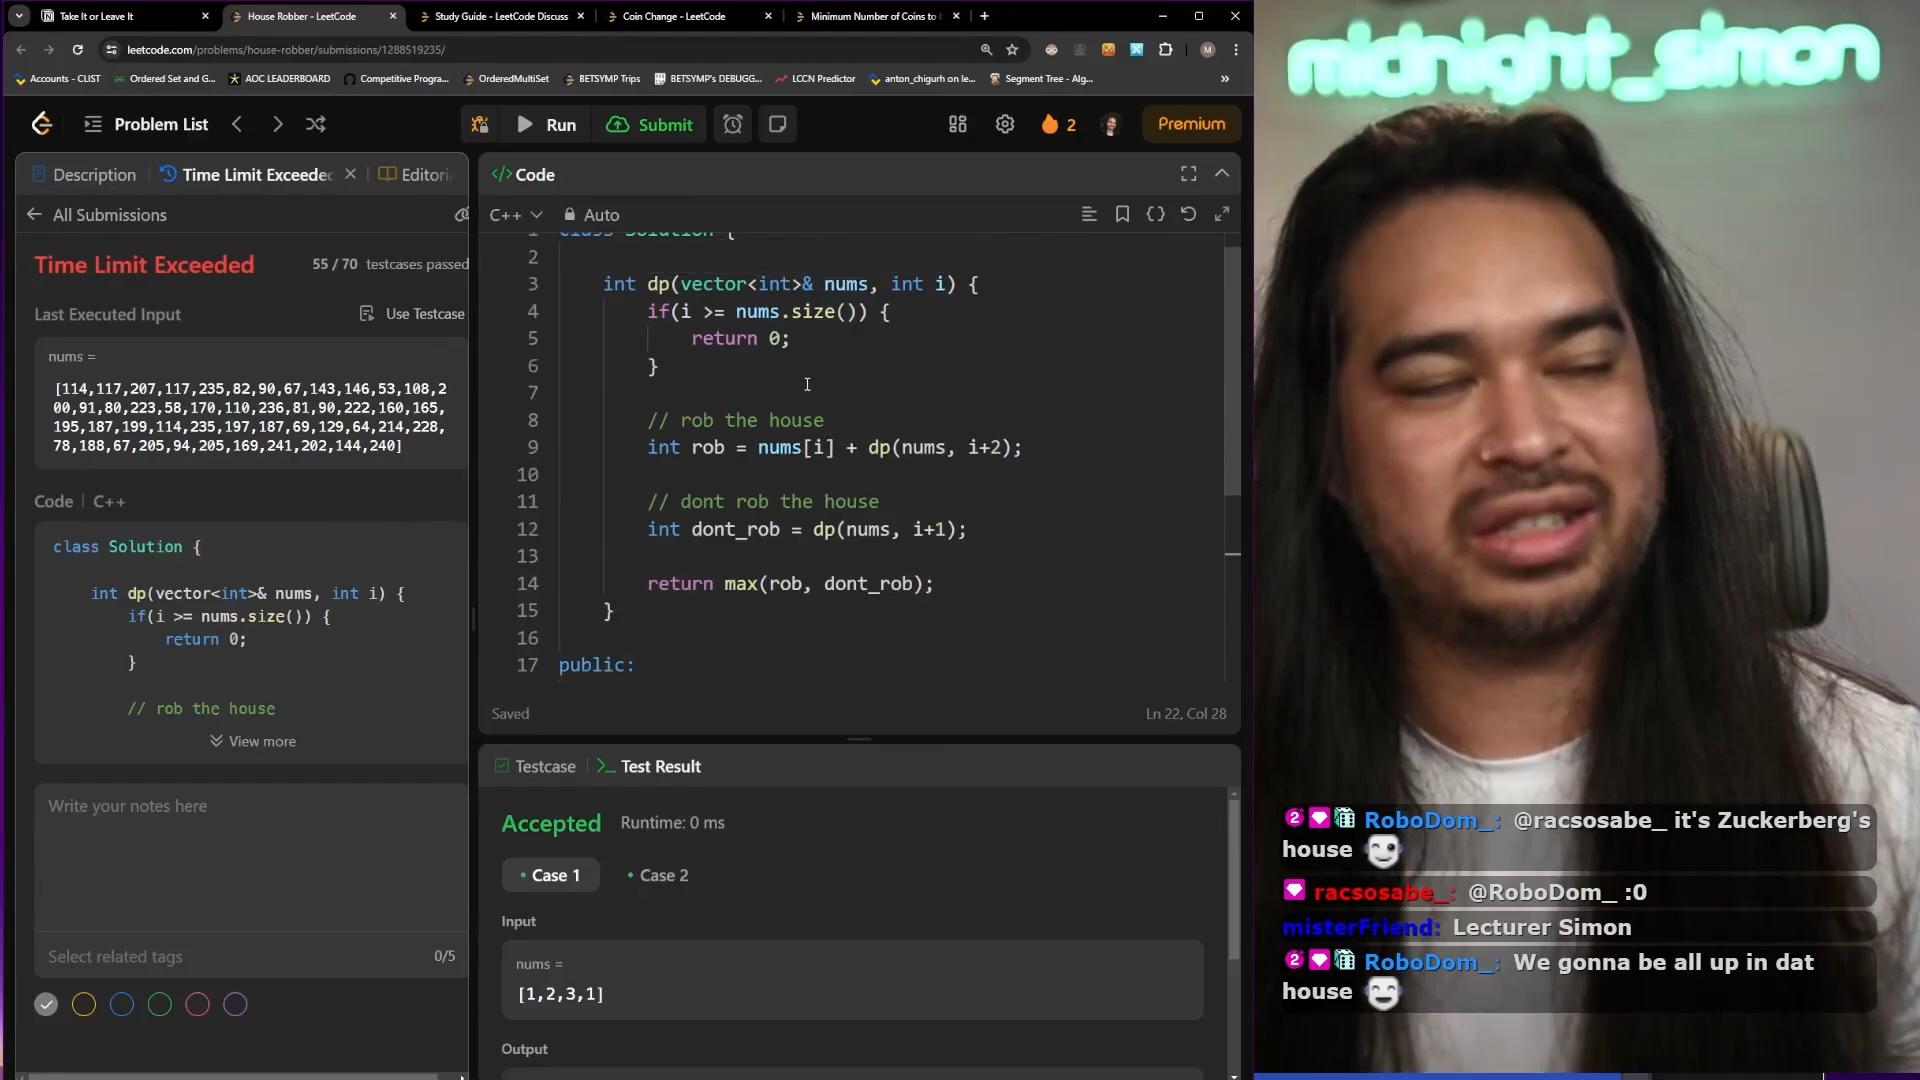 Take It or Leave It
House Robber - LeetCode
Study Guide - LeetCode Discuss
Coin Change - LeetCode
Minimum Number of Coins to
leetcode.com/problems/house-robber/submissions/1288519235/
M
Accounts - CLIST
Ordered Set and G...
AOC LEADERBOARD
Competitive Progra...
OrderedMultiSet
BETSYMP Trips
BETSYMP's DEBUGG...
LCCN Predictor
anton_chigurh on le...
Segment Tree - Alg...
Problem List
Run
Submit
2
Premium
Description
Time Limit Exceeded
Editoria
All Submissions
Time Limit Exceeded
55 / 70 testcases passed
Last Executed Input
Use Testcase
nums =
[114,117,207,117,235,82,90,67,143,146,53,108,2
00,91,80,223,58,170,110,236,81,90,222,160,165,
195,187,199,114,235,197,187,69,129,64,214,228,
78,188,67,205,94,205,169,241,202,144,240]
Code | C++
class Solution {
int dp(vector<int>& nums, int i) {
if(i >= nums.size()) {
return 0;
}
// rob the house
View more
Write your notes here
Select related tags
0/5
</> Code
C++
Auto
1 class Solution {
2
3 int dp(vector<int>& nums, int i) {
4 if(i >= nums.size()) {
5 return 0;
6 }
7
8 // rob the house
9 int rob = nums[i] + dp(nums, i+2);
10
11 // dont rob the house
12 int dont_rob = dp(nums, i+1);
13
14 return max(rob, dont_rob);
15 }
16
17 public:
Saved
Ln 22, Col 28
Testcase
Test Result
Accepted
Runtime: 0 ms
• Case 1
• Case 2
Input
nums =
[1,2,3,1]
Output
midnight_simon
2 RoboDom_: @racsosabe_ it's Zuckerberg's
house
racsosabe_: @RoboDom_ :0
misterFriend: Lecturer Simon
2 RoboDom_: We gonna be all up in dat
house